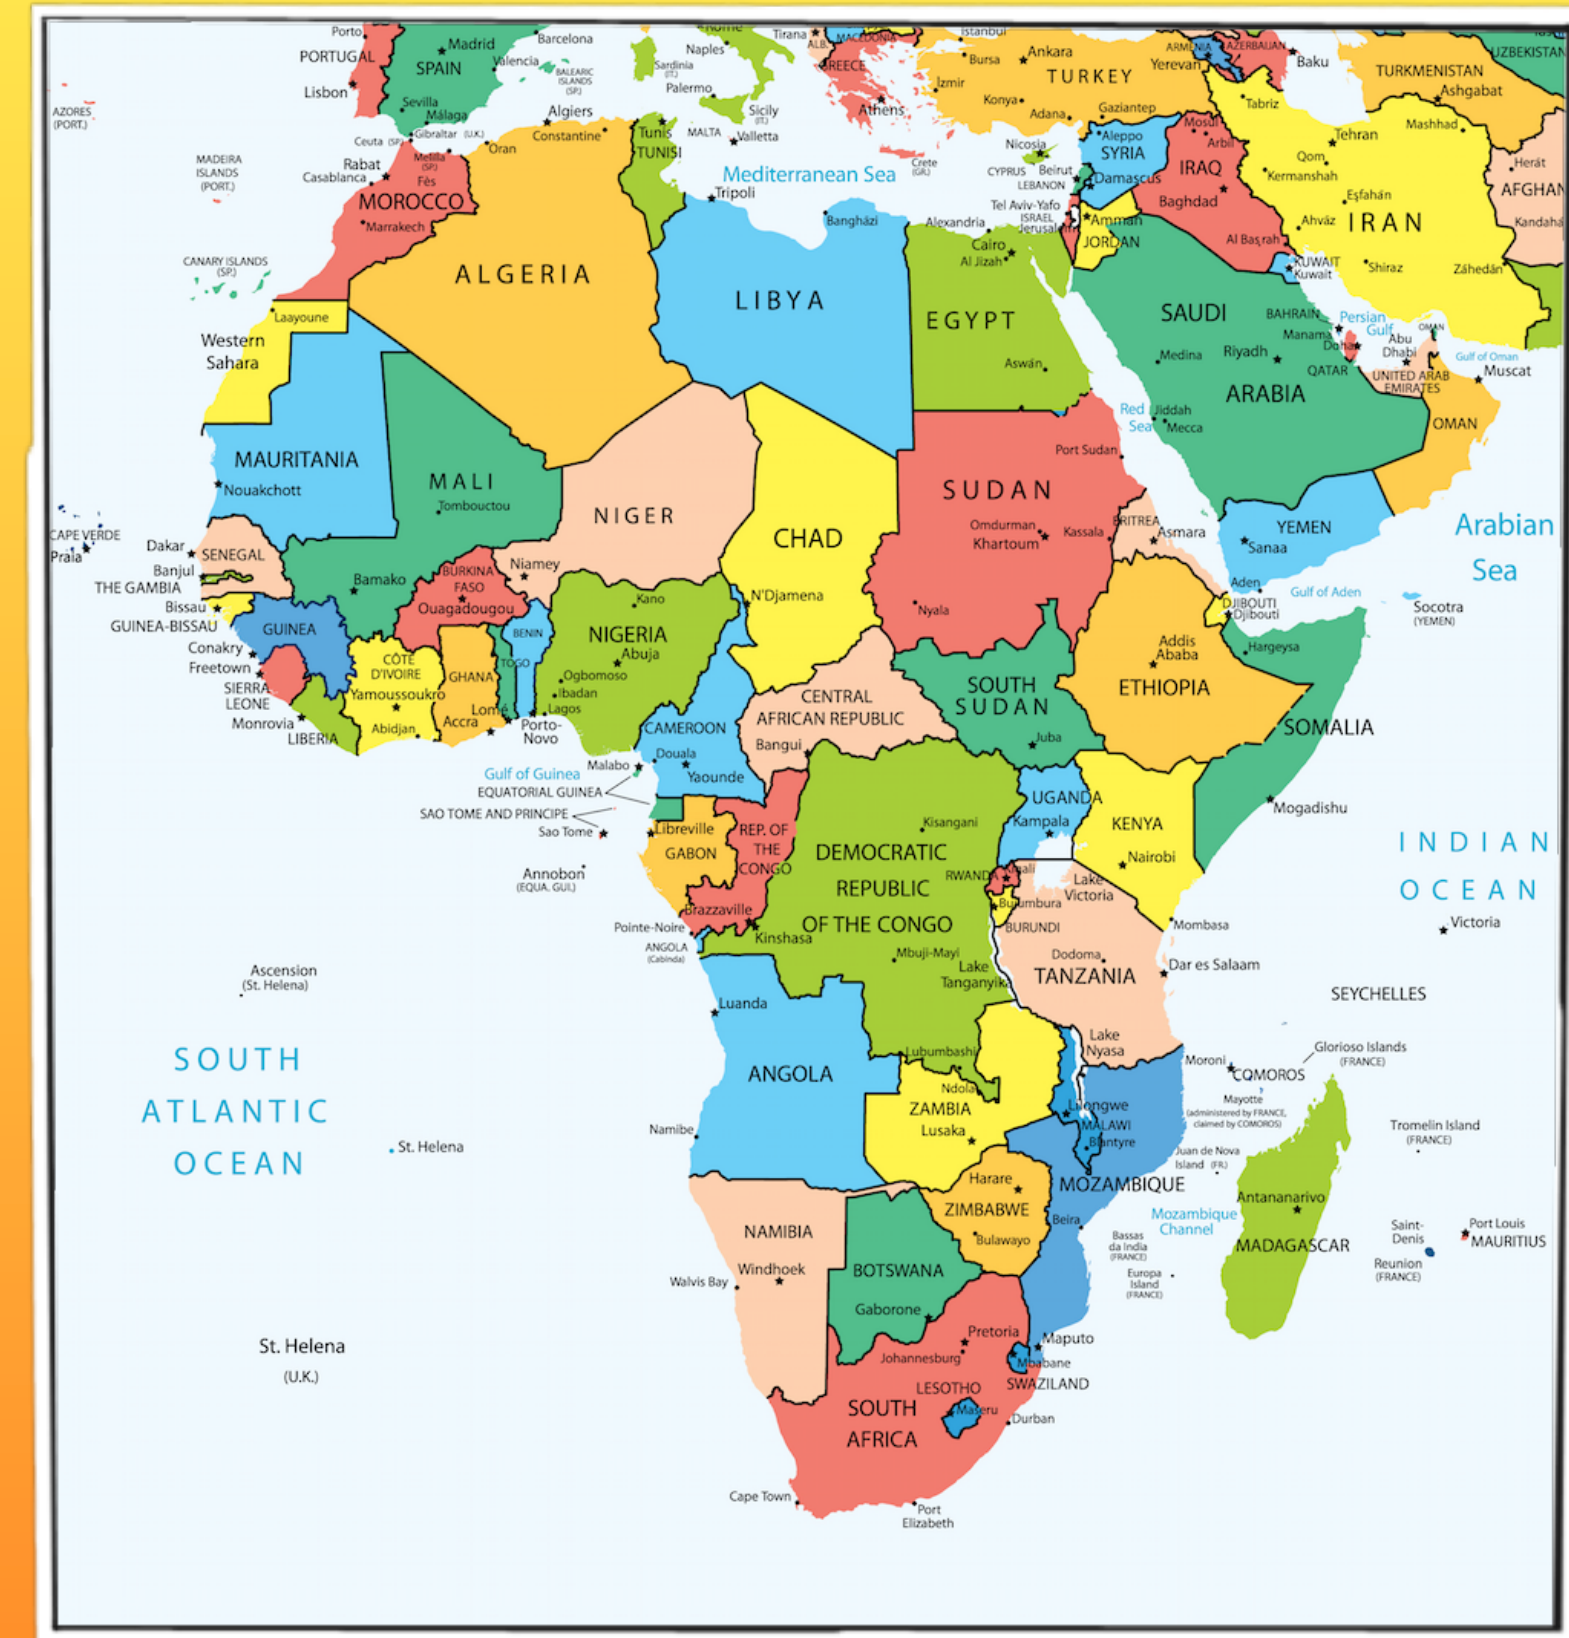 Porto
PORTUGAL
Lisbon
Madrid
SPAIN
Barcelona
Valencia
BALEARIC
ISLANDS
(SP.)
Sevilla
Málaga
Gibraltar (U.K.)
Ceuta (SP.)
Melilla
(SP.)
AZORES
(PORT.)
MADEIRA
ISLANDS
(PORT.)
CANARY ISLANDS
(SP.)
Naples
Sardinia
(IT.)
Palermo
Sicily
(IT.)
MALTA
Valletta
Tirana
ALB.
MACEDONIA
GREECE
Athens
Crete
(GR.)
Istanbul
Bursa
Ankara
TURKEY
Izmir
Konya
Adana
Gaziantep
ARMENIA
Yerevan
AZERBAIJAN
Baku
TURKMENISTAN
Ashgabat
UZBEKISTAN
Tabriz
Tehran
Mashhad
Qom
Kermanshah
Eşfahán
IRAN
Ahváz
Shiraz
Záhedán
Herát
AFGHAN
Kandahá
Nicosia
CYPRUS
Beirut
LEBANON
Aleppo
SYRIA
Damascus
Mosul
Arbil
IRAQ
Baghdad
Al Başrah
Tel Aviv-Yafo
ISRAEL
Jerusalem
Amman
JORDAN
KUWAIT
Kuwait
SAUDI
ARABIA
Medina
Riyadh
Jiddah
Mecca
BAHRAIN
Manama
Persian
Gulf
Doha
QATAR
OMAN
Abu
Dhabi
UNITED ARAB
EMIRATES
Gulf of Oman
Muscat
OMAN
YEMEN
Sanaa
Aden
Gulf of Aden
Socotra
(YEMEN)
Arabian
Sea
Red
Sea
Mediterranean Sea
Rabat
Casablanca
Fès
MOROCCO
Marrakech
Algiers
Constantine
Oran
ALGERIA
Tunis
TUNISI
Tripoli
Banghāzi
LIBYA
Alexandria
Cairo
Al Jizah
EGYPT
Aswán
Laayoune
Western
Sahara
MAURITANIA
Nouakchott
MALI
Tombouctou
Bamako
NIGER
Niamey
CHAD
N'Djamena
SUDAN
Port Sudan
Omdurman
Khartoum
Kassala
Nyala
ERITREA
Asmara
DJIBOUTI
Djibouti
CAPE VERDE
Praia
Dakar
SENEGAL
Banjul
THE GAMBIA
Bissau
GUINEA-BISSAU
GUINEA
Conakry
Freetown
SIERRA
LEONE
Monrovia
LIBERIA
CÔTE
D'IVOIRE
Yamoussoukro
Abidjan
BURKINA
FASO
Ouagadougou
GHANA
Accra
TOGO
Lomé
BENIN
Porto-
Novo
NIGERIA
Kano
Abuja
Ogbomoso
Ibadan
Lagos
CAMEROON
Douala
Yaounde
CENTRAL
AFRICAN REPUBLIC
Bangui
SOUTH
SUDAN
Juba
Addis
Ababa
ETHIOPIA
Hargeysa
SOMALIA
Mogadishu
Gulf of Guinea
Malabo
EQUATORIAL GUINEA
SAO TOME AND PRINCIPE
Sao Tome
Annobon
(EQUA. GUI.)
Libreville
GABON
REP. OF
THE
CONGO
Brazzaville
Pointe-Noire
ANGOLA
(Cabinda)
Kinshasa
DEMOCRATIC
REPUBLIC
OF THE CONGO
Kisangani
Mbuji-Mayi
Lubumbashi
Lake
Tanganyika
UGANDA
Kampala
KENYA
Nairobi
Mombasa
RWANDA
Kigali
Bujumbura
BURUNDI
Lake
Victoria
Dodoma
TANZANIA
Dar es Salaam
Lake
Nyasa
INDIAN
OCEAN
Victoria
SEYCHELLES
Ascension
(St. Helena)
SOUTH
ATLANTIC
OCEAN
St. Helena
St. Helena
(U.K.)
Luanda
ANGOLA
Namibe
ZAMBIA
Ndola
Lusaka
Lilongwe
MALAWI
Blantyre
MOZAMBIQUE
Beira
Maputo
Moroni
COMOROS
Glorioso Islands
(FRANCE)
Mayotte
(administered by FRANCE,
claimed by COMOROS)
Juan de Nova
Island (FR.)
Tromelin Island
(FRANCE)
Mozambique
Channel
Bassas
da India
(FRANCE)
Europa
Island
(FRANCE)
Antananarivo
MADAGASCAR
Saint-
Denis
Reunion
(FRANCE)
Port Louis
MAURITIUS
Harare
ZIMBABWE
Bulawayo
NAMIBIA
Windhoek
Walvis Bay
BOTSWANA
Gaborone
Pretoria
Johannesburg
Mbabane
SWAZILAND
LESOTHO
Maseru
Durban
SOUTH
AFRICA
Cape Town
Port
Elizabeth